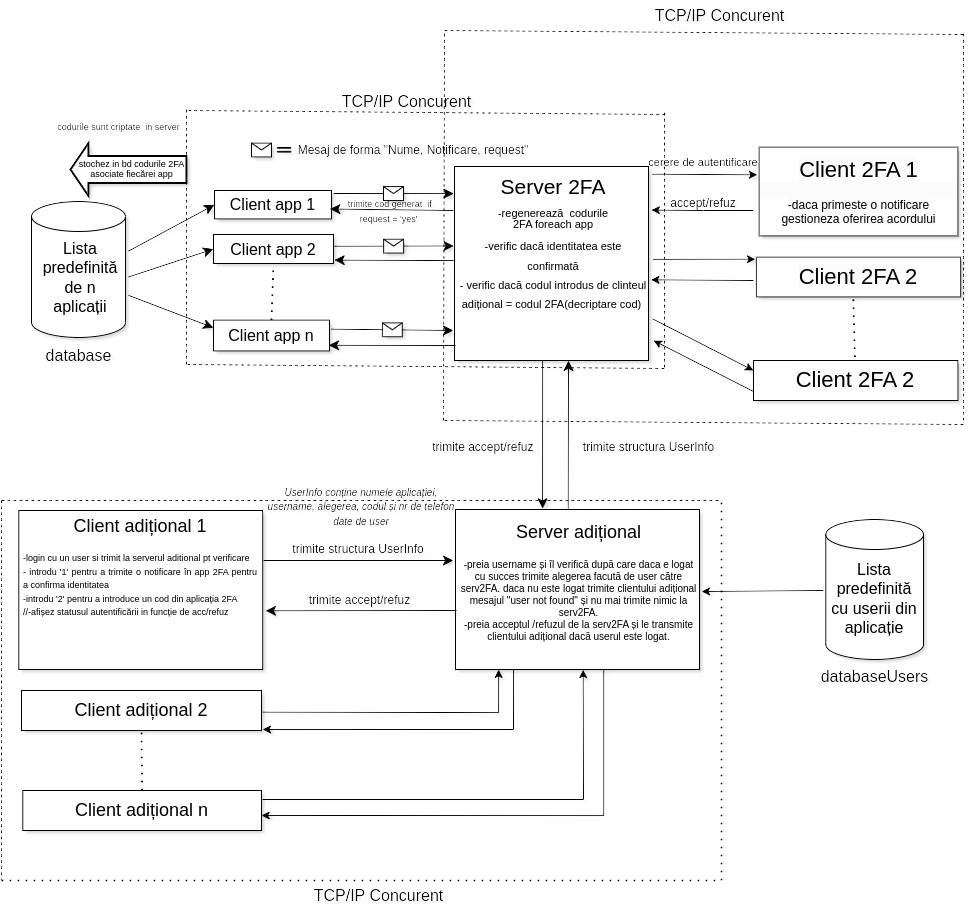 TCP/IP Concurent
TCP/IP Concurent
codurile sunt criptate in server
stochez in bd codurile 2FA
asociate fiecărei app
Mesaj de forma "Nume, Notificare, request"
Lista
predefinită
de n
aplicații
database
Client app 1
Client app 2
Client app n
trimite cod generat if
request = 'yes'
Server 2FA
-regenerează codurile
2FA foreach app
-verific dacă identitatea este
confirmată
- verific dacă codul introdus de clinteul
adițional = codul 2FA(decriptare cod)
cerere de autentificare
accept/refuz
Client 2FA 1
-daca primeste o notificare
gestioneza oferirea acordului
Client 2FA 2
Client 2FA 2
trimite accept/refuz
trimite structura UserInfo
UserInfo conține numeie aplicației,
username, alegerea, codul și nr de telefon
date de user
Client adițional 1
-login cu un user si trimit la serverul aditional pt verificare
- introdu '1' pentru a trimite o notificare în app 2FA pentru
a confirma identitatea
-introdu '2' pentru a introduce un cod din aplicația 2FA
//-afișez statusul autentificării in funcție de acc/refuz
trimite structura UserInfo
trimite accept/refuz
Server adițional
-preia username și îl verifică după care daca e logat
cu succes trimite alegerea facută de user către
serv2FA. daca nu este logat trimite clientului adițional
mesajul "user not found" și nu mai trimite nimic la
serv2FA.
-preia acceptul /refuzul de la serv2FA și le transmite
clientului adițional dacă userul este logat.
Lista
predefinită
cu userii din
aplicație
databaseUsers
Client adițional 2
Client adițional n
TCP/IP Concurent